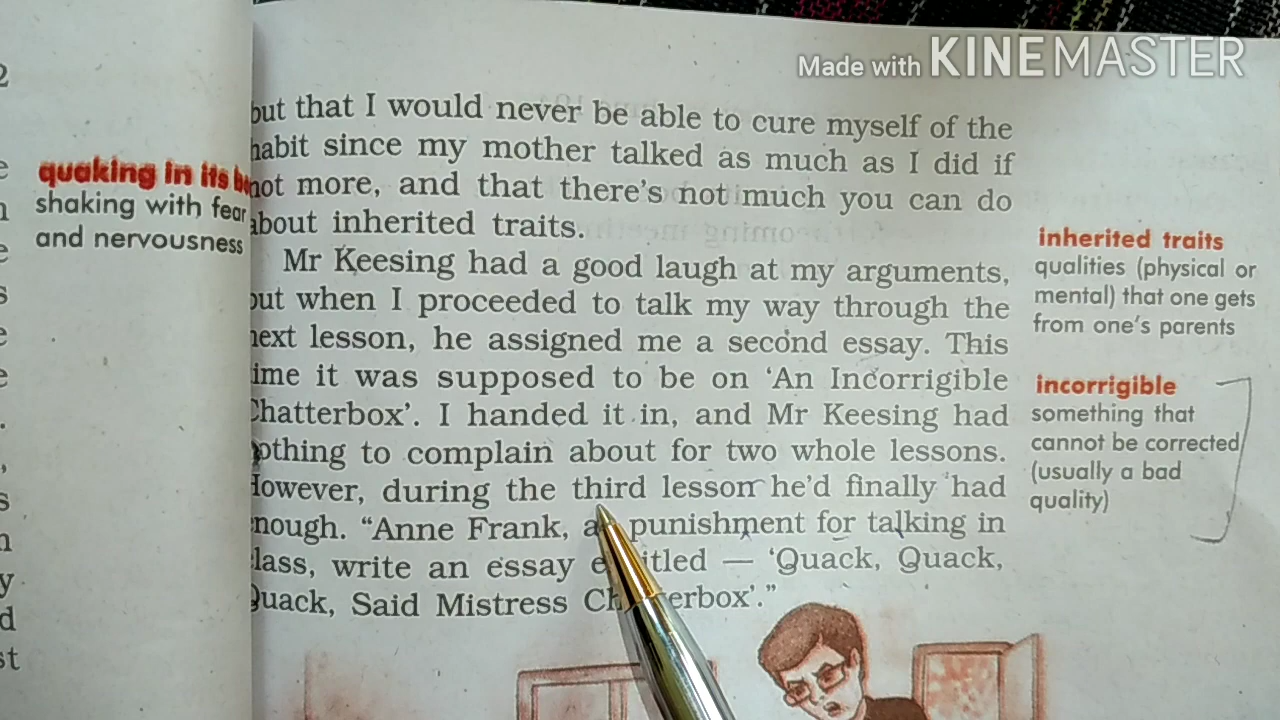 Made with KINEMASTER
2
e
n
e
s
e
e
.
,
s
n
y
d
st
quaking in its
shaking with fear
and nervousness
but that I would never be able to cure myself of the
habit since my mother talked as much as I did if
not more, and that there's not much you can do
about inherited traits.
Mr Keesing had a good laugh at my arguments,
but when I proceeded to talk my way through the
next lesson, he assigned me a second essay. This
time it was supposed to be on 'An Incorrigible
Chatterbox'. I handed it in, and Mr Keesing had
nothing to complain about for two whole lessons.
However, during the third lesson he'd finally had
enough. "Anne Frank, as punishment for talking in
class, write an essay entitled — 'Quack, Quack,
Quack, Said Mistress Chatterbox'."
inherited traits
qualities (physical or
mental) that one gets
from one's parents
incorrigible
something that
cannot be corrected
(usually a bad
quality)